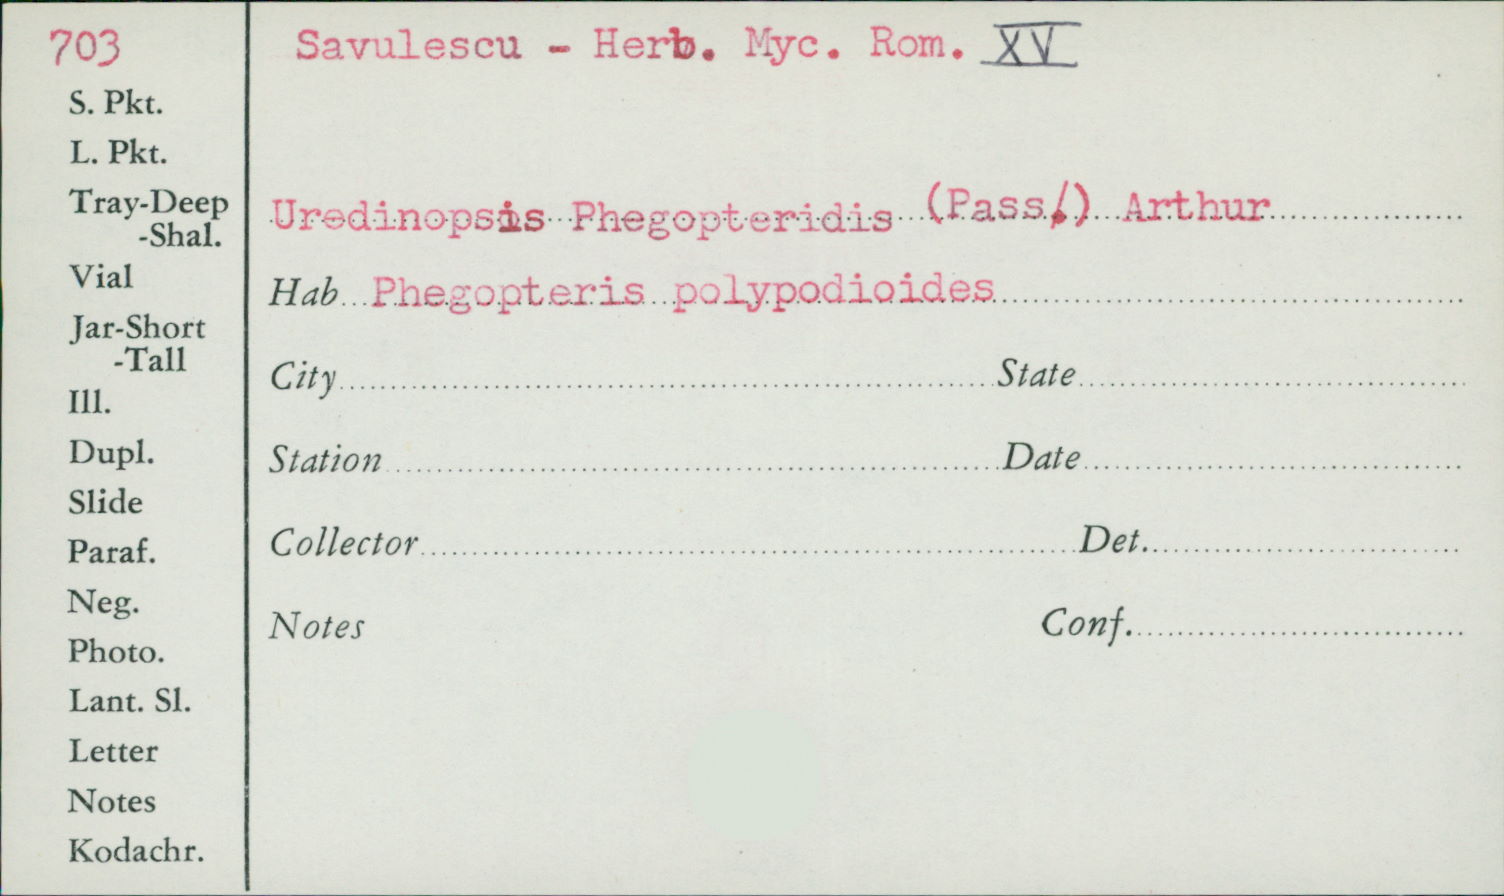 703
Savulescu - Herb. Myc. Rom. XV
S. Pkt.
L. Pkt.
Tray-Deep
-Shal.
Vial
Jar-Short
-Tall
Ill.
Dupl.
Slide
Paraf.
Neg.
Photo.
Lant. Sl.
Letter
Notes
Kodachr.
Uredinopsis Phegopteridis (Pass.) Arthur
Hab Phegopteris polypodioides
City State
Station Date
Collector Det.
Notes Conf.